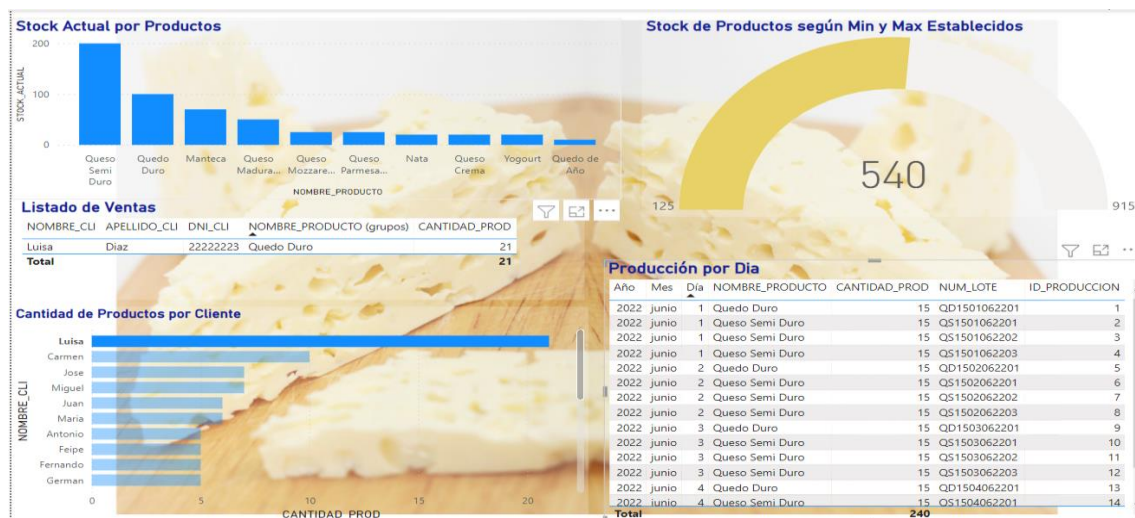 Stock Actual por Productos
200
100
0
STOCK_ACTUAL
Queso Semi Duro
Quedo Duro
Manteca
Queso Madura...
Queso Mozzare...
Queso Parmesa...
Nata
Queso Crema
Yogourt
Quedo de Año
NOMBRE_PRODUCTO
Stock de Productos según Min y Max Establecidos
540
125
915
Listado de Ventas
NOMBRE_CLI APELLIDO_CLI DNI_CLI NOMBRE_PRODUCTO (grupos) CANTIDAD_PROD
Luisa Diaz 22222223 Quedo Duro 21
Total 21
Cantidad de Productos por Cliente
NOMBRE_CLI
Luisa
Carmen
Jose
Miguel
Juan
Maria
Antonio
Feipe
Fernando
German
0 5 10 15 20
CANTIDAD_PROD
Producción por Dia
Año Mes Día NOMBRE_PRODUCTO CANTIDAD_PROD NUM_LOTE ID_PRODUCCION
2022 junio 1 Quedo Duro 15 QD1501062201 1
2022 junio 1 Queso Semi Duro 15 QS1501062201 2
2022 junio 1 Queso Semi Duro 15 QS1501062202 3
2022 junio 1 Queso Semi Duro 15 QS1501062203 4
2022 junio 2 Quedo Duro 15 QD1502062201 5
2022 junio 2 Queso Semi Duro 15 QS1502062201 6
2022 junio 2 Queso Semi Duro 15 QS1502062202 7
2022 junio 2 Queso Semi Duro 15 QS1502062203 8
2022 junio 3 Quedo Duro 15 QD1503062201 9
2022 junio 3 Queso Semi Duro 15 QS1503062201 10
2022 junio 3 Queso Semi Duro 15 QS1503062202 11
2022 junio 3 Queso Semi Duro 15 QS1503062203 12
2022 junio 4 Quedo Duro 15 QD1504062201 13
2022 junio 4 Queso Semi Duro 15 QS1504062201 14
Total 240